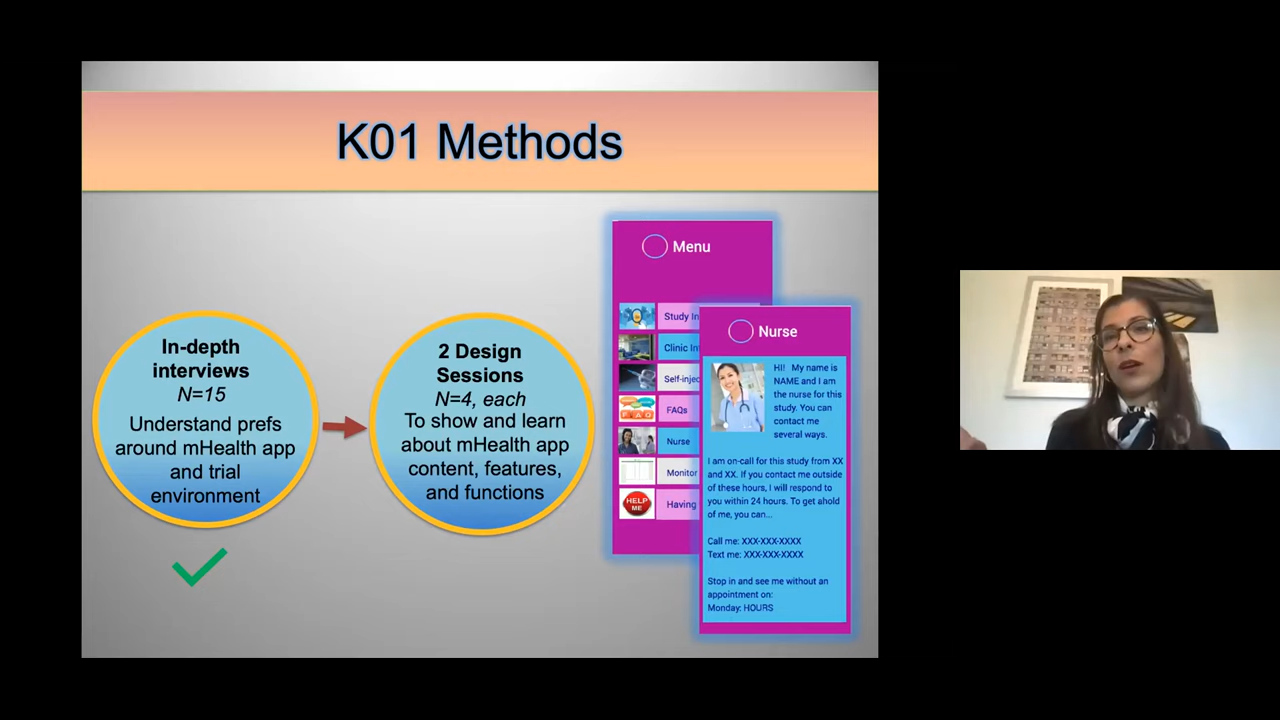 K01 Methods
In-depth
interviews
N=15
Understand prefs
around mHealth app
and trial
environment
2 Design
Sessions
N=4, each
To show and learn
about mHealth app
content, features,
and functions
Menu
Study In
Clinic In
Self-injec
FAQs
FAQ
Nurse
Monitor
HELP
ME
Having
Nurse
HI! My name is
NAME and I am
the nurse for this
study. You can
contact me
several ways.
I am on-call for this study from XX
and XX. If you contact me outside
of these hours, I will respond to
you within 24 hours. To get ahold
of me, you can...
Call me: XXX-XXX-XXXX
Text me: XXX-XXX-XXXX
Stop in and see me without an
appointment on:
Monday: HOURS